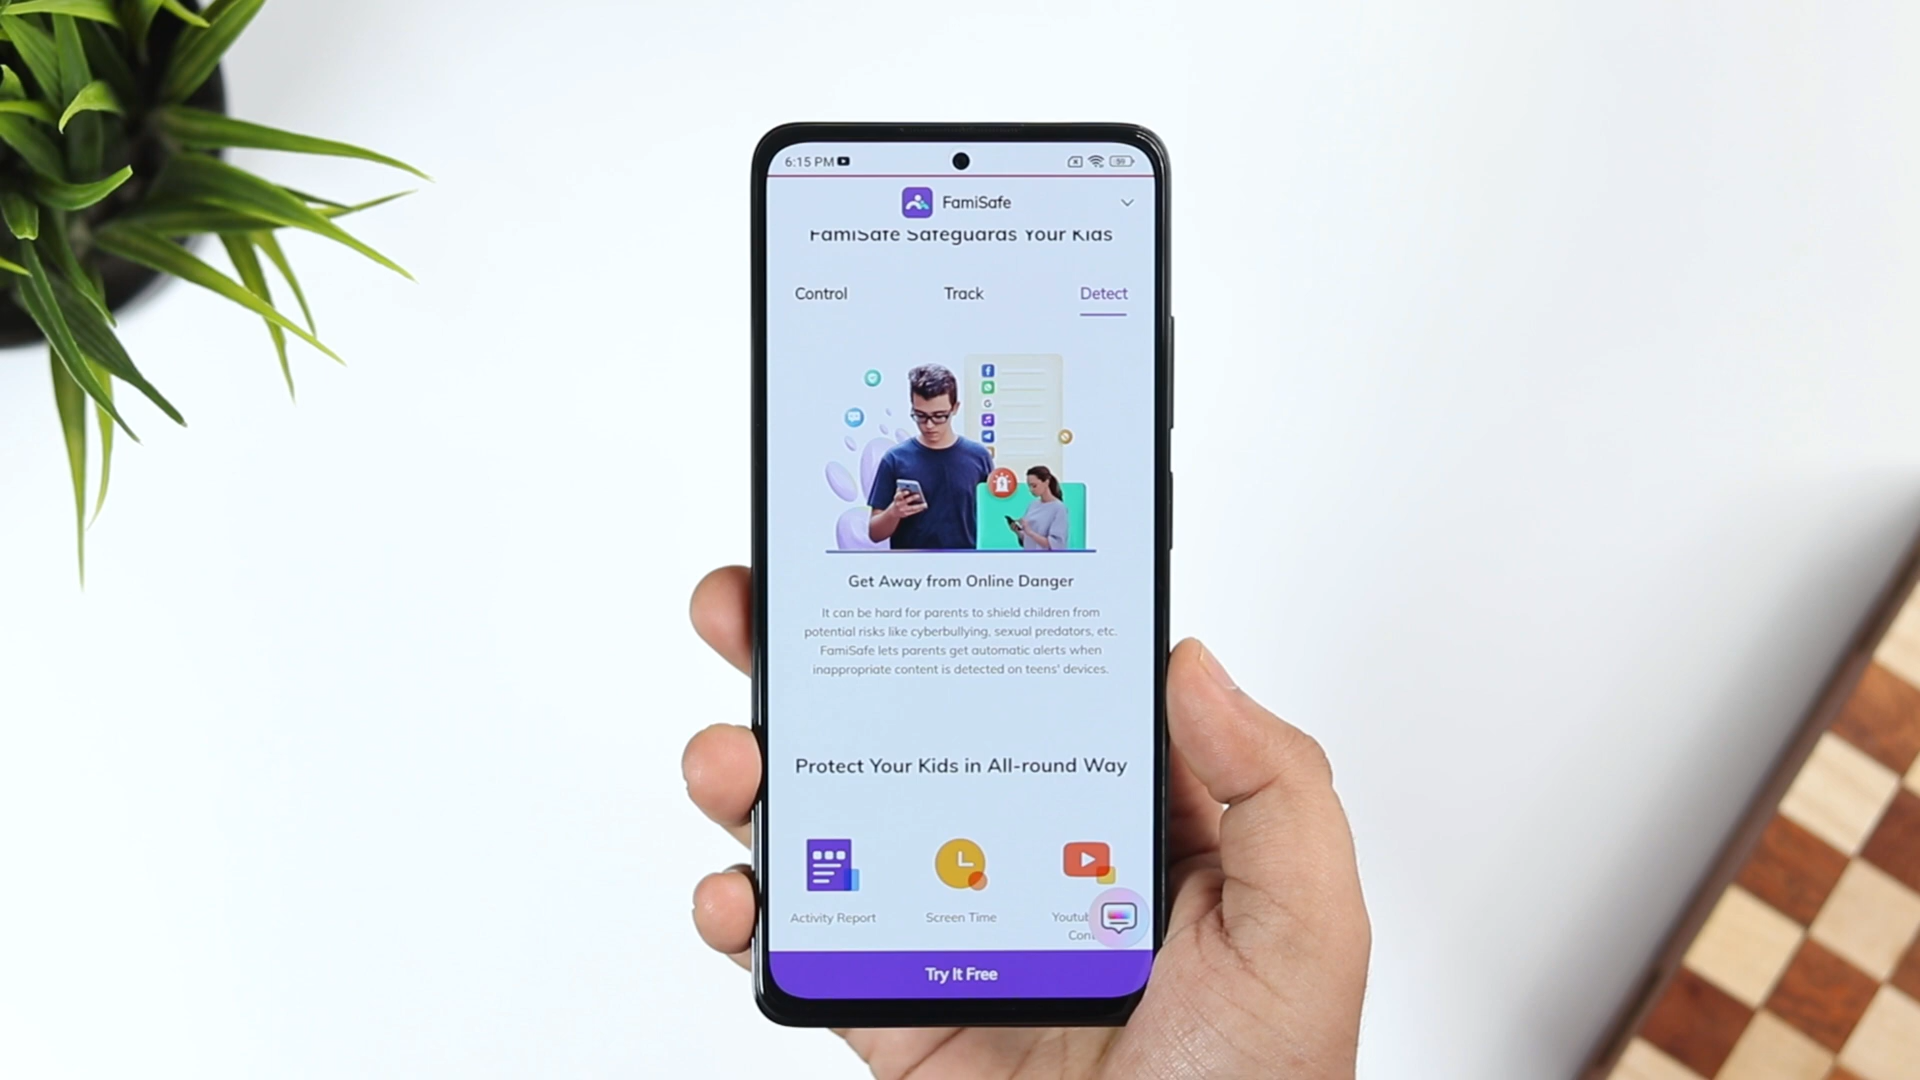 6:15 PM
FamiSafe
FamiSafe Safeguards Your Kids
Control Track Detect
Get Away from Online Danger
It can be hard for parents to shield children from
potential risks like cyberbullying, sexual predators, etc.
FamiSafe lets parents get automatic alerts when
inappropriate content is detected on teens' devices.
Protect Your Kids in All-round Way
Activity Report Screen Time
Try It Free